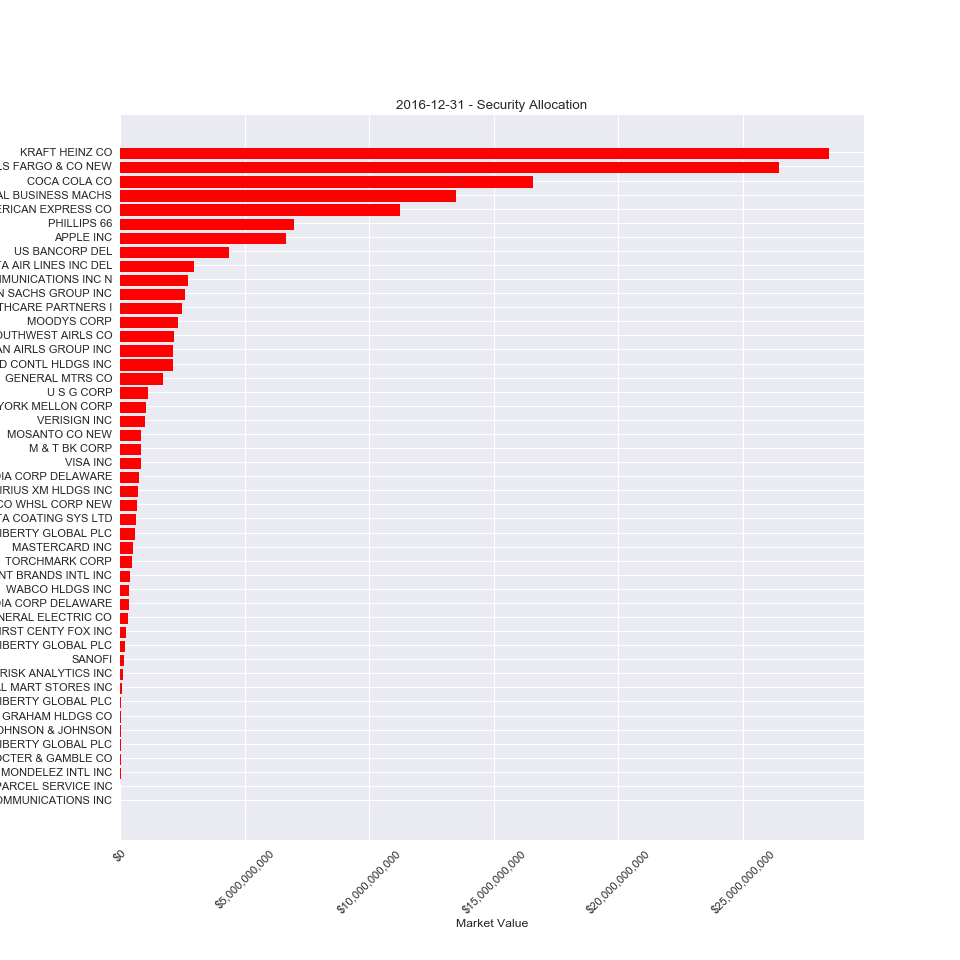 2016-12-31 - Security Allocation
KRAFT HEINZ CO
LS FARGO & CO NEW
COCA COLA CO
AL BUSINESS MACHS
ERICAN EXPRESS CO
PHILLIPS 66
APPLE INC
US BANCORP DEL
TA AIR LINES INC DEL
MMUNICATIONS INC N
N SACHS GROUP INC
THCARE PARTNERS I
MOODYS CORP
OUTHWEST AIRLS CO
AN AIRLS GROUP INC
D CONTL HLDGS INC
GENERAL MTRS CO
U S G CORP
YORK MELLON CORP
VERISIGN INC
MOSANTO CO NEW
M & T BK CORP
VISA INC
DIA CORP DELAWARE
IRIUS XM HLDGS INC
CO WHSL CORP NEW
TA COATING SYS LTD
IBERTY GLOBAL PLC
MASTERCARD INC
TORCHMARK CORP
NT BRANDS INTL INC
WABCO HLDGS INC
DIA CORP DELAWARE
NERAL ELECTRIC CO
IRST CENTY FOX INC
IBERTY GLOBAL PLC
SANOFI
RISK ANALYTICS INC
AL MART STORES INC
IBERTY GLOBAL PLC
GRAHAM HLDGS CO
OHNSON & JOHNSON
IBERTY GLOBAL PLC
OCTER & GAMBLE CO
MONDELEZ INTL INC
PARCEL SERVICE INC
OMMUNICATIONS INC
$0
$5,000,000,000
$10,000,000,000
$15,000,000,000
$20,000,000,000
$25,000,000,000
Market Value